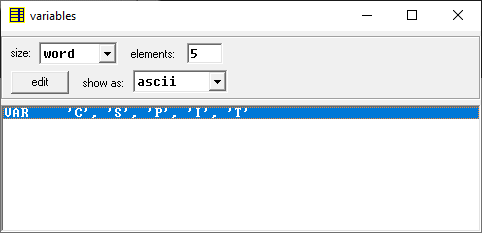 variables
size: word elements: 5
edit show as: ascii
VAR 'C', 'S', 'P', 'I', 'T'